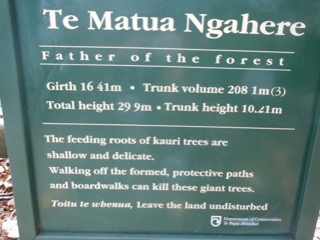 Te Matua Ngahere
Father of the forest
Girth 16 41m • Trunk volume 208 1m(3)
Total height 29 9m • Trunk height 10.21m
The feeding roots of kauri trees are
shallow and delicate.
Walking off the formed, protective paths
and boardwalks can kill these giant trees.
Toitu te whenua, Leave the land undisturbed
Department of Conservation
Te Papa Atawhai